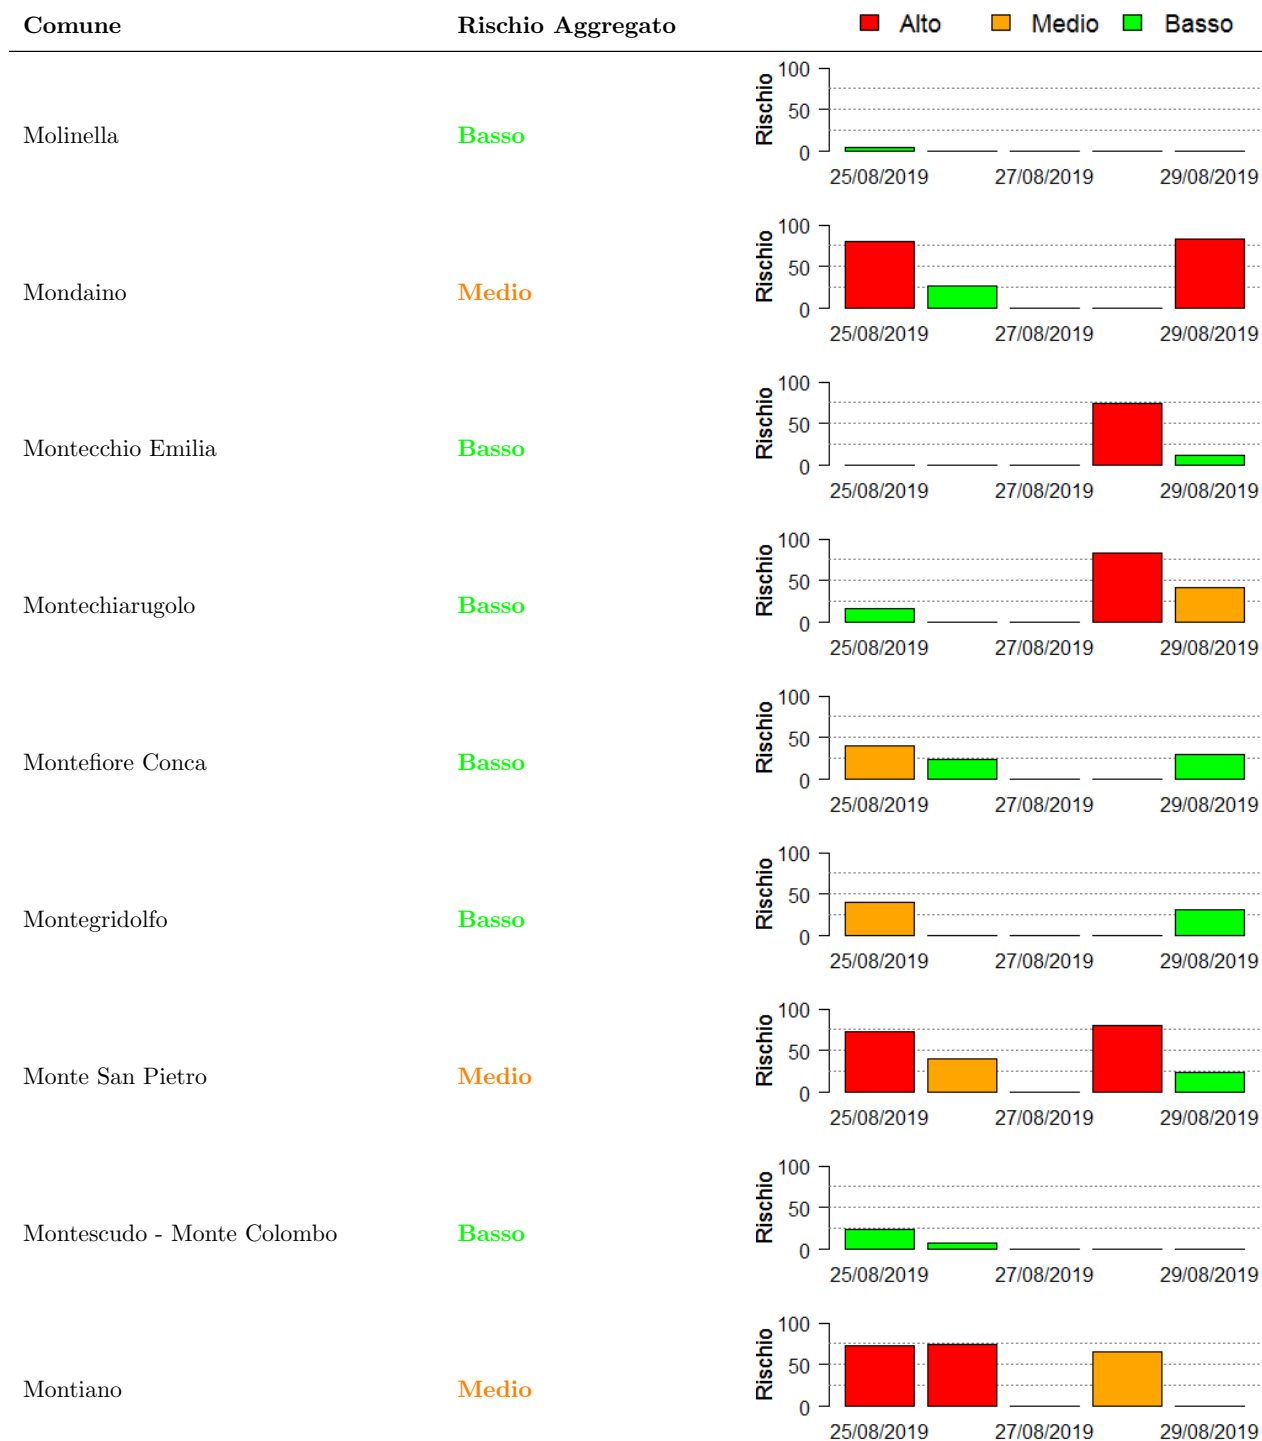 Comune Rischio Aggregato Alto Medio Basso
Molinella Basso
Rischio
100
50
0
25/08/2019 27/08/2019 29/08/2019
Mondaino Medio
Rischio
100
50
0
25/08/2019 27/08/2019 29/08/2019
Montecchio Emilia Basso
Rischio
100
50
0
25/08/2019 27/08/2019 29/08/2019
Montechiarugolo Basso
Rischio
100
50
0
25/08/2019 27/08/2019 29/08/2019
Montefiore Conca Basso
Rischio
100
50
0
25/08/2019 27/08/2019 29/08/2019
Montegridolfo Basso
Rischio
100
50
0
25/08/2019 27/08/2019 29/08/2019
Monte San Pietro Medio
Rischio
100
50
0
25/08/2019 27/08/2019 29/08/2019
Montescudo - Monte Colombo Basso
Rischio
100
50
0
25/08/2019 27/08/2019 29/08/2019
Montiano Medio
Rischio
100
50
0
25/08/2019 27/08/2019 29/08/2019